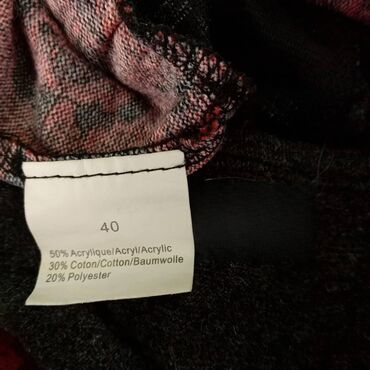 40
50% Acrylique/Acryl/Acrylic
30% Coton/Cotton/Baumwolle
20% Polyester